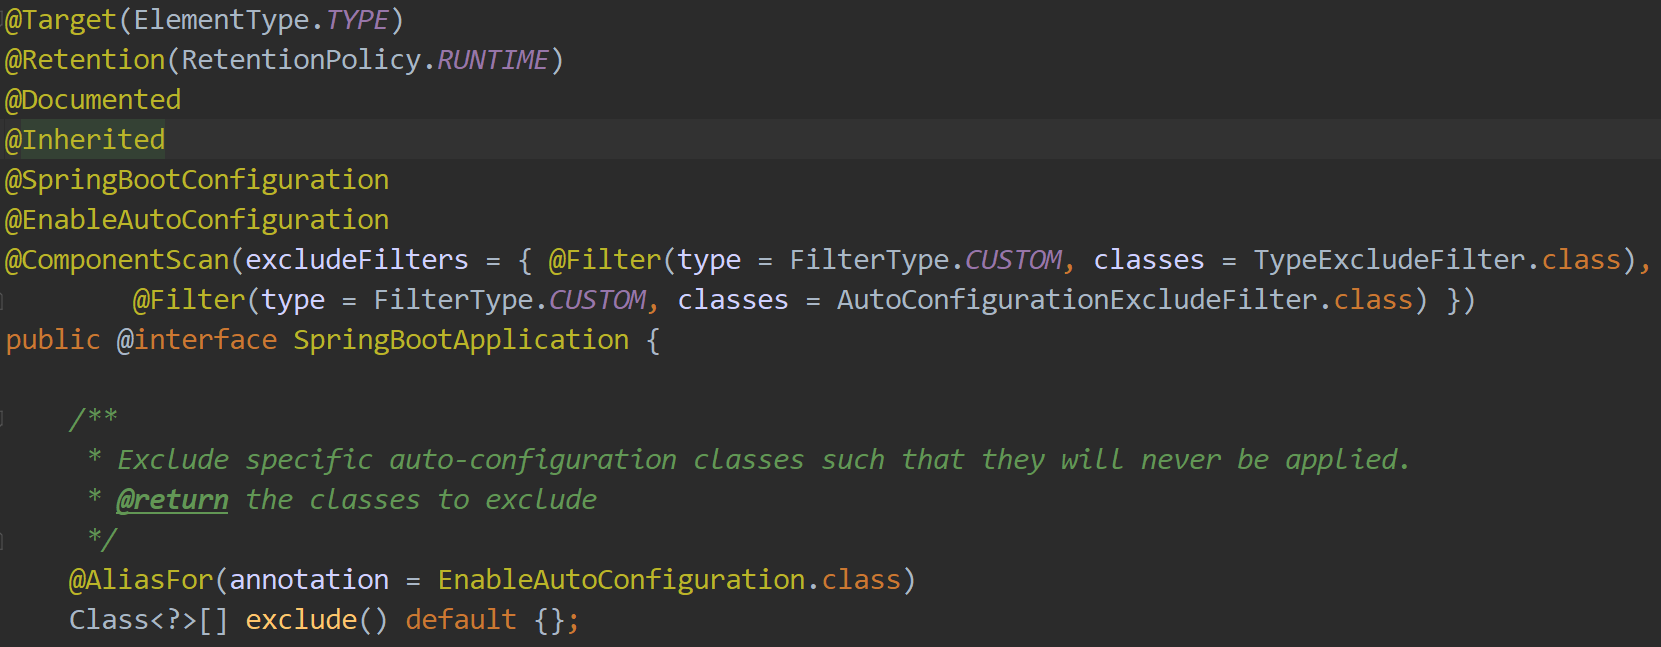 @Target(ElementType.TYPE)
@Retention(RetentionPolicy.RUNTIME)
@Documented
@Inherited
@SpringBootConfiguration
@EnableAutoConfiguration
@ComponentScan(excludeFilters = { @Filter(type = FilterType.CUSTOM, classes = TypeExcludeFilter.class),
        @Filter(type = FilterType.CUSTOM, classes = AutoConfigurationExcludeFilter.class) })
public @interface SpringBootApplication {
    /**
     * Exclude specific auto-configuration classes such that they will never be applied.
     * @return the classes to exclude
     */
    @AliasFor(annotation = EnableAutoConfiguration.class)
    Class<?>[] exclude() default {};